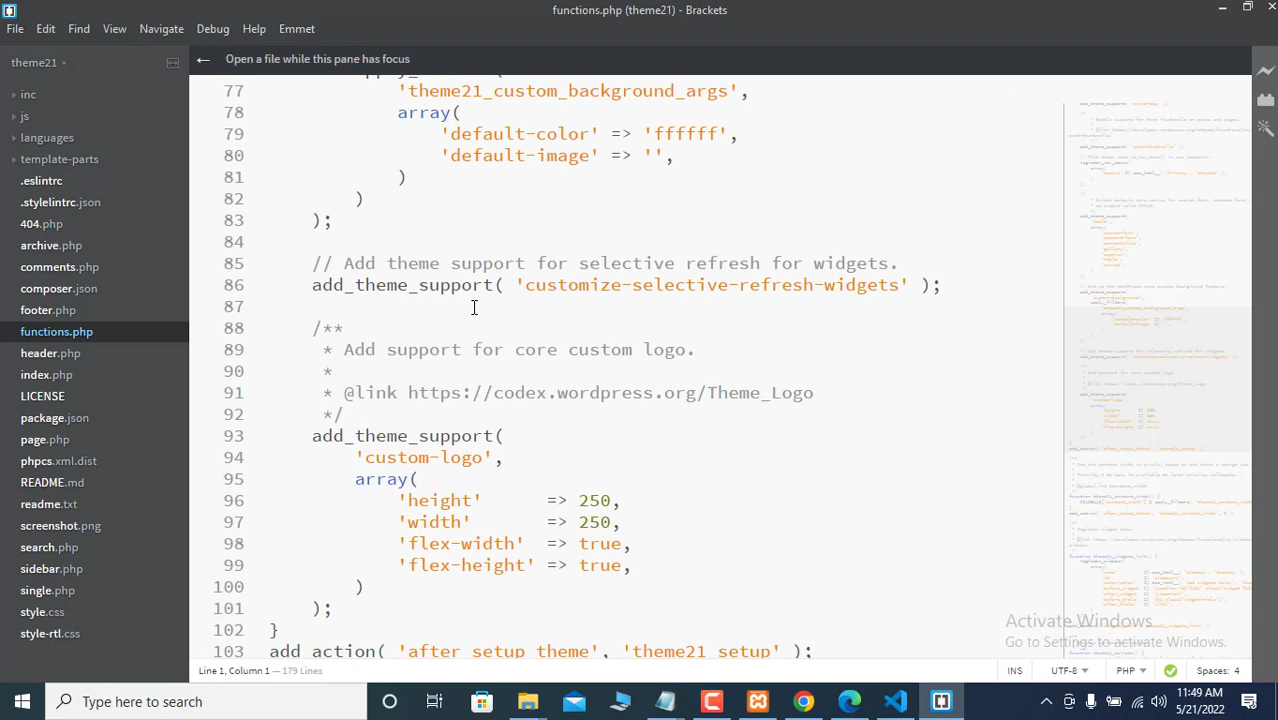 functions.php (theme21) - Brackets
File Edit Find View Navigate Debug Help Emmet
theme21
Open a file while this pane has focus
inc
js
languages
template-parts
.eslintrc
.stylelintrc.json
404.php
archive.php
comments.php
composer.json
footer.php
functions.php
header.php
index.php
LICENSE
package.json
page.php
phpcs.xml.dist
README.md
readme.txt
screenshot.png
search.php
sidebar.php
single.php
style.css
style-rtl.css
77 'theme21_custom_background_args',
78 array(
79 'default-color' => 'ffffff',
80 'default-image' => '',
81 )
82 )
83 );
84
85 // Add theme support for selective refresh for widgets.
86 add_theme_support( 'customize-selective-refresh-widgets' );
87
88 /**
89 * Add support for core custom logo.
90 *
91 * @link https://codex.wordpress.org/Theme_Logo
92 */
93 add_theme_support(
94 'custom-logo',
95 array(
96 'height' => 250,
97 'width' => 250,
98 'flex-width' => true,
99 'flex-height' => true,
100 )
101 );
102 }
103 add_action( 'after_setup_theme', 'theme21_setup' );
Activate Windows
Go to Settings to activate Windows.
Line 1, Column 1 — 179 Lines
INS UTF-8 PHP Spaces: 4
Type here to search
11:49 AM
5/21/2022